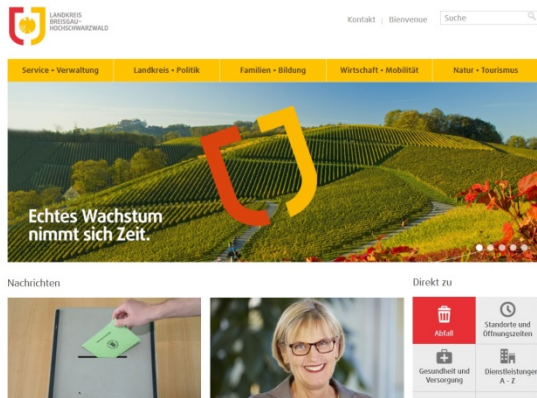 LANDKREIS
BREISGAU-
HOCHSCHWARZWALD
Kontakt | Bienvenue
Suche
Service • Verwaltung
Landkreis • Politik
Familien • Bildung
Wirtschaft • Mobilität
Natur • Tourismus
Echtes Wachstum
nimmt sich Zeit.
Nachrichten
Direkt zu
Abfall
Standorte und
Öffnungszeiten
Gesundheit und
Versorgung
Dienstleistungen
A - Z